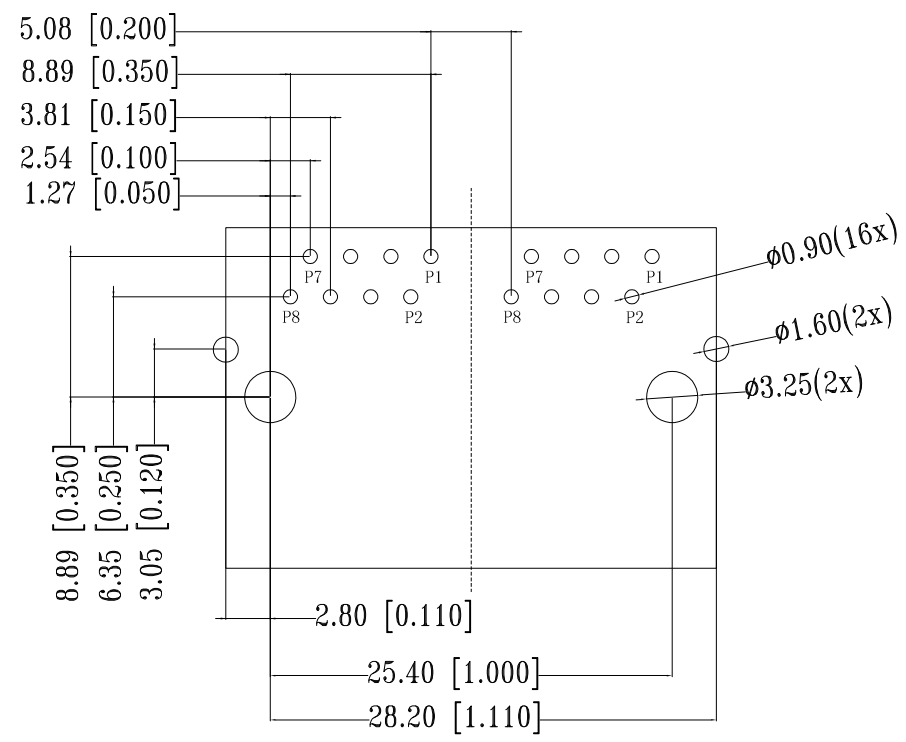 5.08 [0.200]
8.89 [0.350]
3.81 [0.150]
2.54 [0.100]
1.27 [0.050]
ø0.90(16x)
P7 P1 P7 P1
P8 P2 P8 P2
ø1.60(2x)
ø3.25(2x)
8.89 [0.350]
6.35 [0.250]
3.05 [0.120]
2.80 [0.110]
25.40 [1.000]
28.20 [1.110]